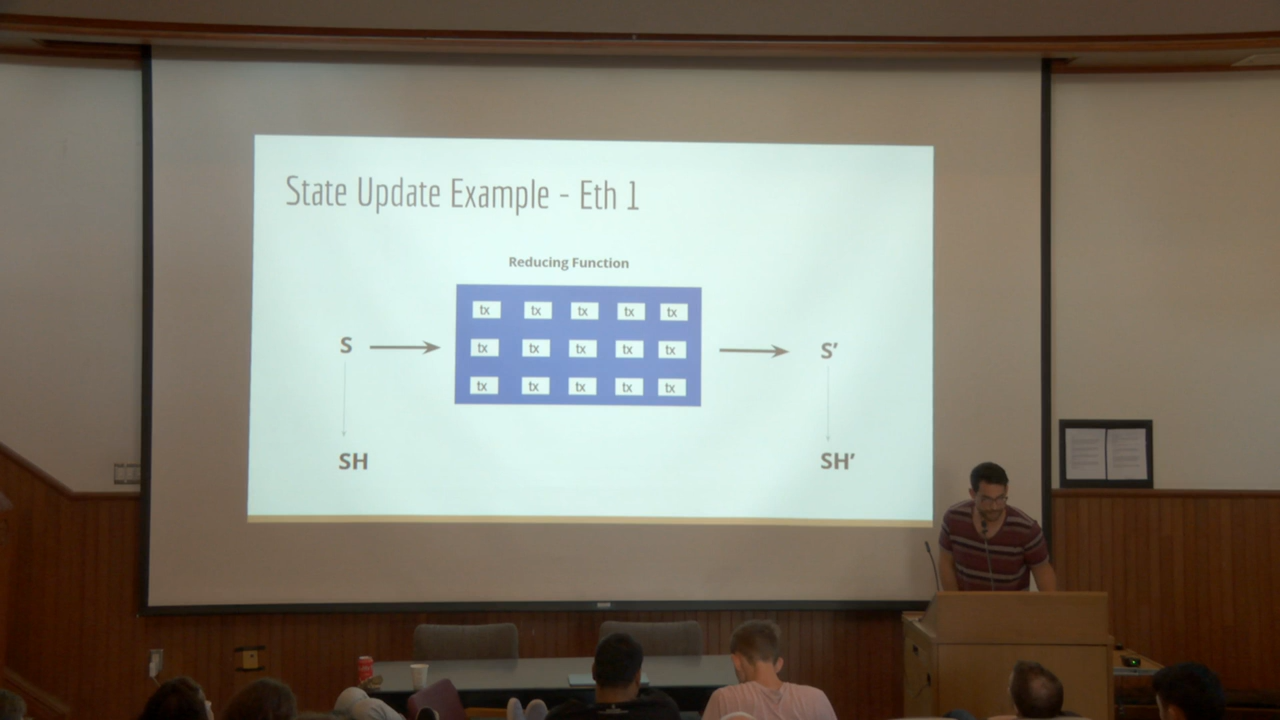 State Update Example - Eth 1
Reducing Function
tx tx tx tx tx
S tx tx tx tx tx S’
tx tx tx tx tx
SH SH’